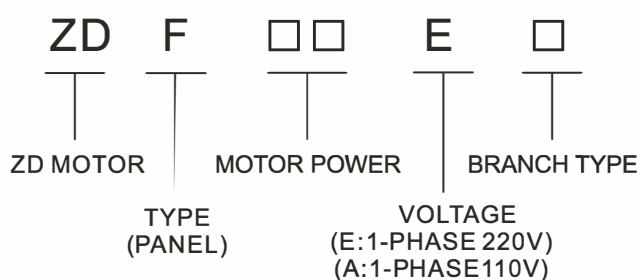 ZD F □□ E □
ZD MOTOR MOTOR POWER BRANCH TYPE
TYPE
(PANEL)
VOLTAGE
(E:1-PHASE 220V)
(A:1-PHASE110V)